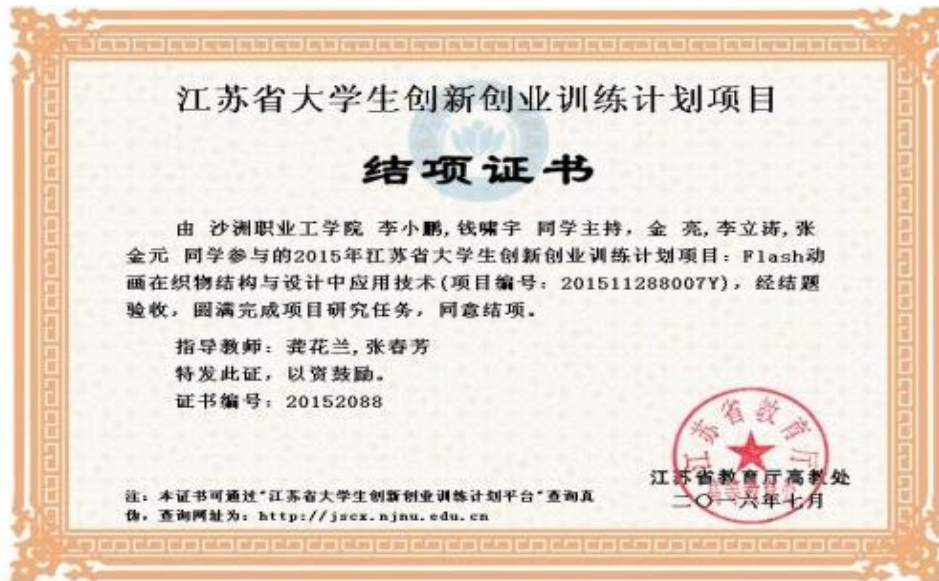 江苏省大学生创新创业训练计划项目
结项证书
由 沙洲职业工学院 李小鹏,钱啸宇 同学主持，金 亮,李立涛,张
金元 同学参与的2015年江苏省大学生创新创业训练计划项目：Flash动
画在织物结构与设计中应用技术(项目编号：201511288007Y)，经结题
验收，圆满完成项目研究任务，同意结项。
指导教师：龚花兰,张春芳
特发此证，以资鼓励。
证书编号：20152088
江苏省教育厅
江苏省教育厅高教处
二〇一六年七月
注：本证书可通过"江苏省大学生创新创业训练计划平台"查询真
伪，查询网址为：http://jscx.njnu.edu.cn